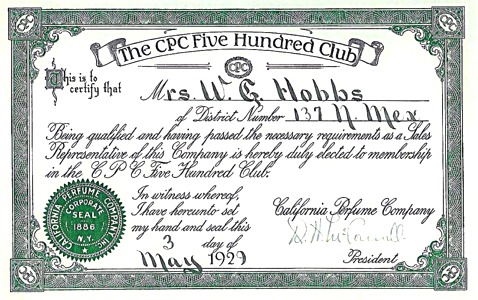 The CPC Five Hundred Club
CPC
This is to
certify that
Mrs. W. G. Hobbs
of District Number 137 N. Mex
Being qualified and having passed the necessary requirements as a Sales
Representative of this Company is hereby duly elected to membership
in the C.P.C. Five Hundred Club.
In witness whereof,
I have hereunto set
my hand and seal this
3 day of
May 1929
California Perfume Company
President
CALIFORNIA PERFUME COMPANY, INC.
CORPORATE
SEAL
1886
N.Y.